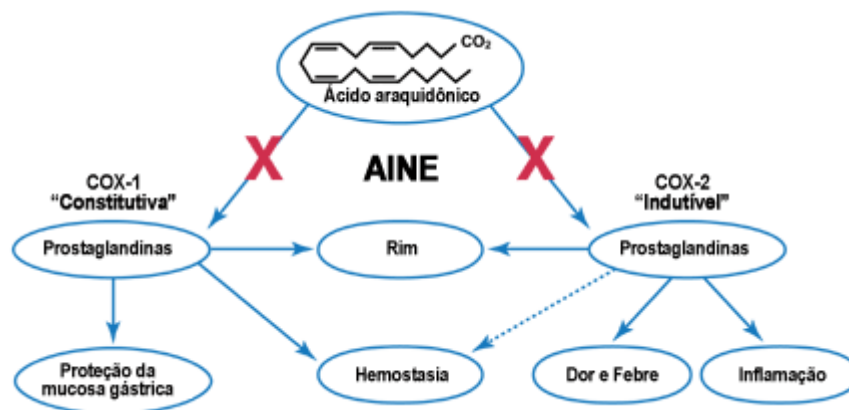 CO₂
Ácido araquidônico
AINE
COX-1
“Constitutiva”
COX-2
“Indutível”
Prostaglandinas
Rim
Prostaglandinas
Proteção da
mucosa gástrica
Hemostasia
Dor e Febre
Inflamação